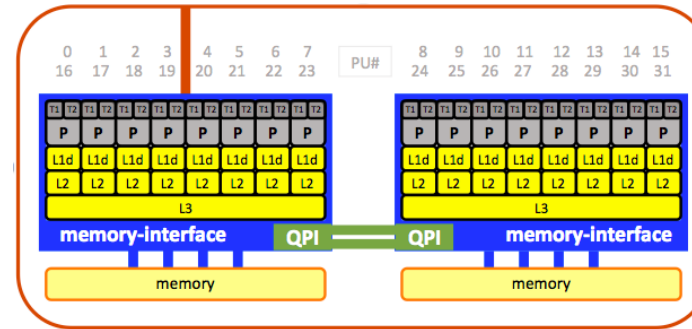 0 1 2 3 4 5 6 7 PU# 8 9 10 11 12 13 14 15
16 17 18 19 20 21 22 23 24 25 26 27 28 29 30 31
T1 T2 T1 T2 T1 T2 T1 T2 T1 T2 T1 T2 T1 T2 T1 T2 T1 T2 T1 T2 T1 T2 T1 T2 T1 T2 T1 T2 T1 T2 T1 T2
P P P P P P P P P P P P P P P P
L1d L1d L1d L1d L1d L1d L1d L1d L1d L1d L1d L1d L1d L1d L1d L1d
L2 L2 L2 L2 L2 L2 L2 L2 L2 L2 L2 L2 L2 L2 L2 L2
L3 L3
memory-interface QPI QPI memory-interface
memory memory